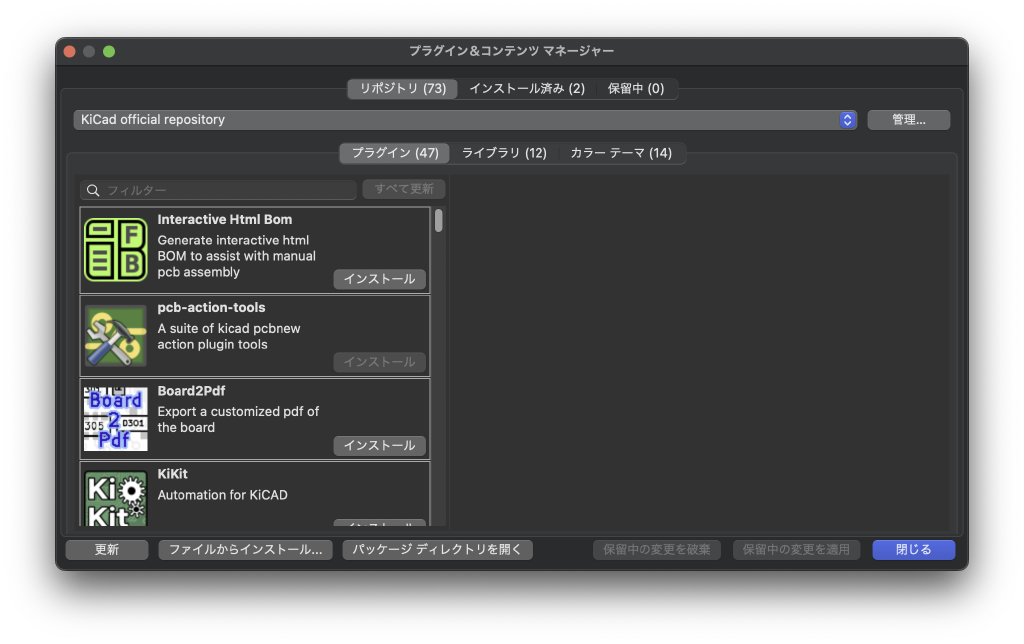 プラグイン＆コンテンツ マネージャー
リポジトリ (73)
インストール済み (2)
保留中 (0)
KiCad official repository
管理...
プラグイン (47)
ライブラリ (12)
カラー テーマ (14)
フィルター
すべて更新
Interactive Html Bom
Generate interactive html
BOM to assist with manual
pcb assembly
インストール
F
B
pcb-action-tools
A suite of kicad pcbnew
action plugin tools
インストール
Board2Pdf
Export a customized pdf of
the board
インストール
Board
2
305
D301
Pdf
KiKit
Automation for KiCAD
インストール
Ki
Kit
更新
ファイルからインストール...
パッケージ ディレクトリを開く
保留中の変更を破棄
保留中の変更を適用
閉じる